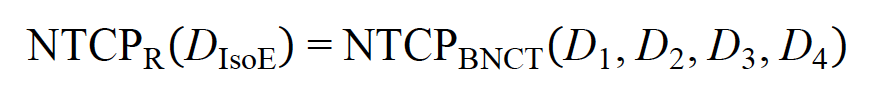 NTCP_R(D_IsoE) = NTCP_BNCT(D_1, D_2, D_3, D_4)